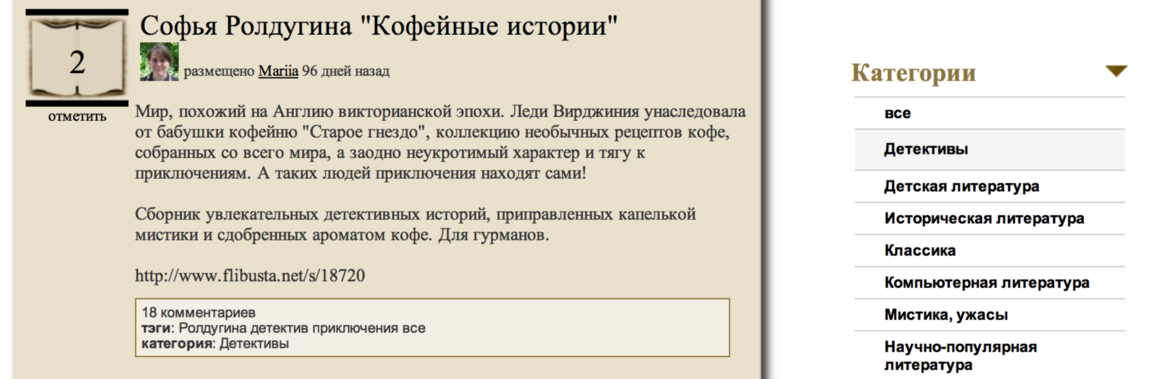 2
отметить
Софья Ролдугина "Кофейные истории"
размещено Mariia 96 дней назад
Мир, похожий на Англию викторианской эпохи. Леди Вирджиния унаследовала
от бабушки кофейню "Старое гнездо", коллекцию необычных рецептов кофе,
собранных со всего мира, а заодно неукротимый характер и тягу к
приключениям. А таких людей приключения находят сами!
Сборник увлекательных детективных историй, приправленных капелькой
мистики и сдобренных ароматом кофе. Для гурманов.
http://www.flibusta.net/s/18720
18 комментариев
тэги: Ролдугина детектив приключения все
категория: Детективы
Категории
все
Детективы
Детская литература
Историческая литература
Классика
Компьютерная литература
Мистика, ужасы
Научно-популярная
литература